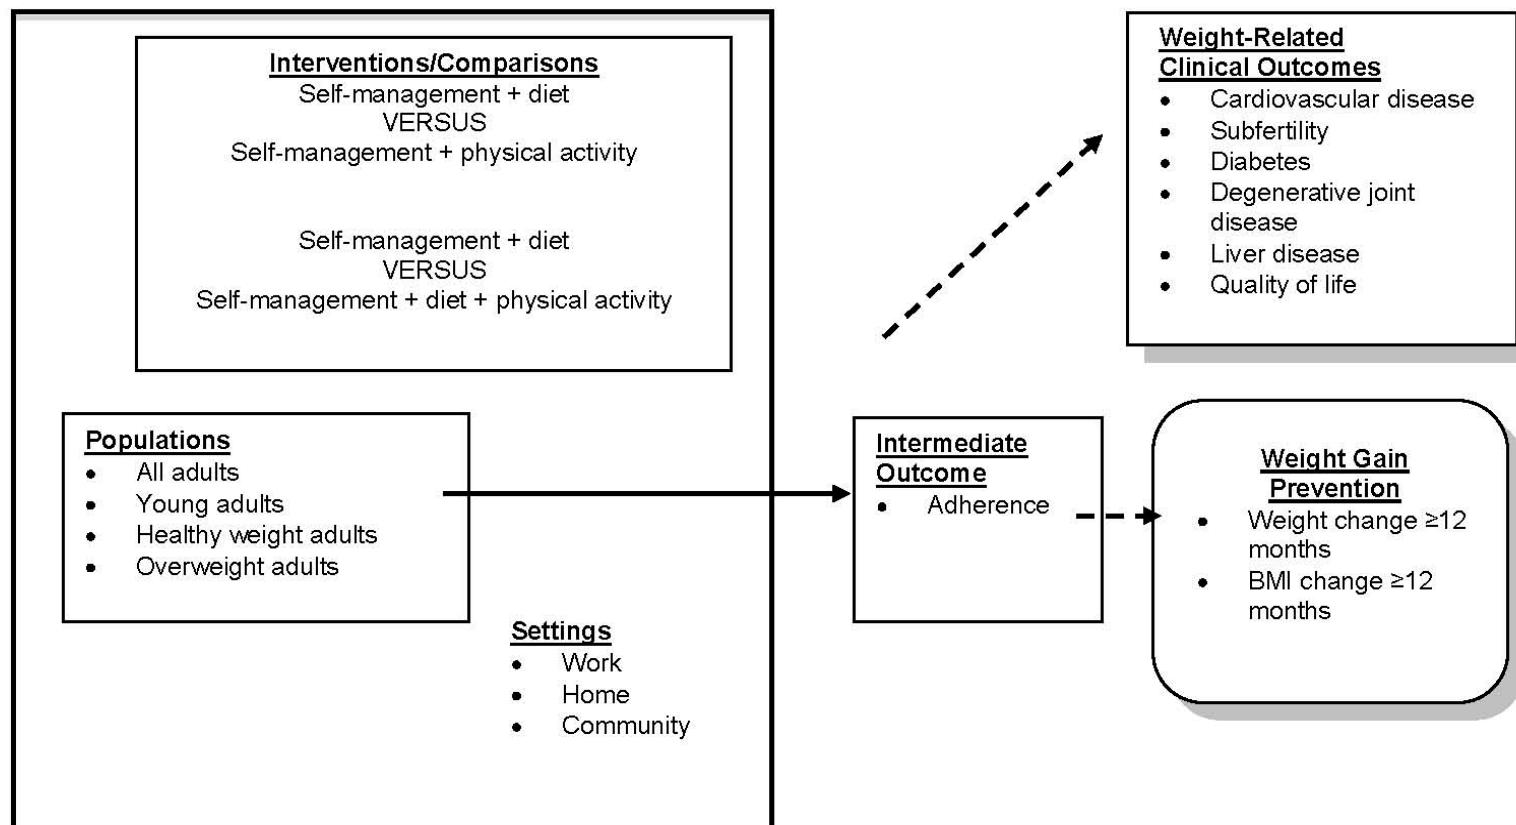 Interventions/Comparisons
Self-management + diet
VERSUS
Self-management + physical activity
Self-management + diet
VERSUS
Self-management + diet + physical activity
Populations
• All adults
• Young adults
• Healthy weight adults
• Overweight adults
Settings
• Work
• Home
• Community
Intermediate
Outcome
• Adherence
Weight-Related
Clinical Outcomes
• Cardiovascular disease
• Subfertility
• Diabetes
• Degenerative joint
disease
• Liver disease
• Quality of life
Weight Gain
Prevention
• Weight change ≥12
months
• BMI change ≥12
months